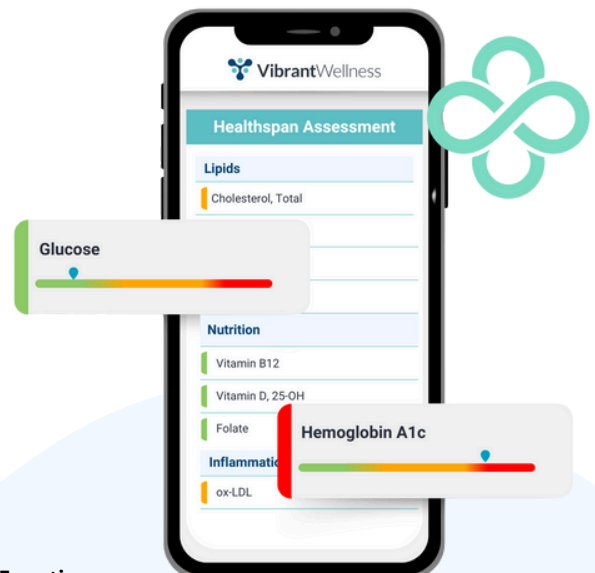 VibrantWellness
Healthspan Assessment
Lipids
Cholesterol, Total
Glucose
Nutrition
Vitamin B12
Vitamin D, 25-OH
Folate
Hemoglobin A1c
Inflammatio
ox-LDL